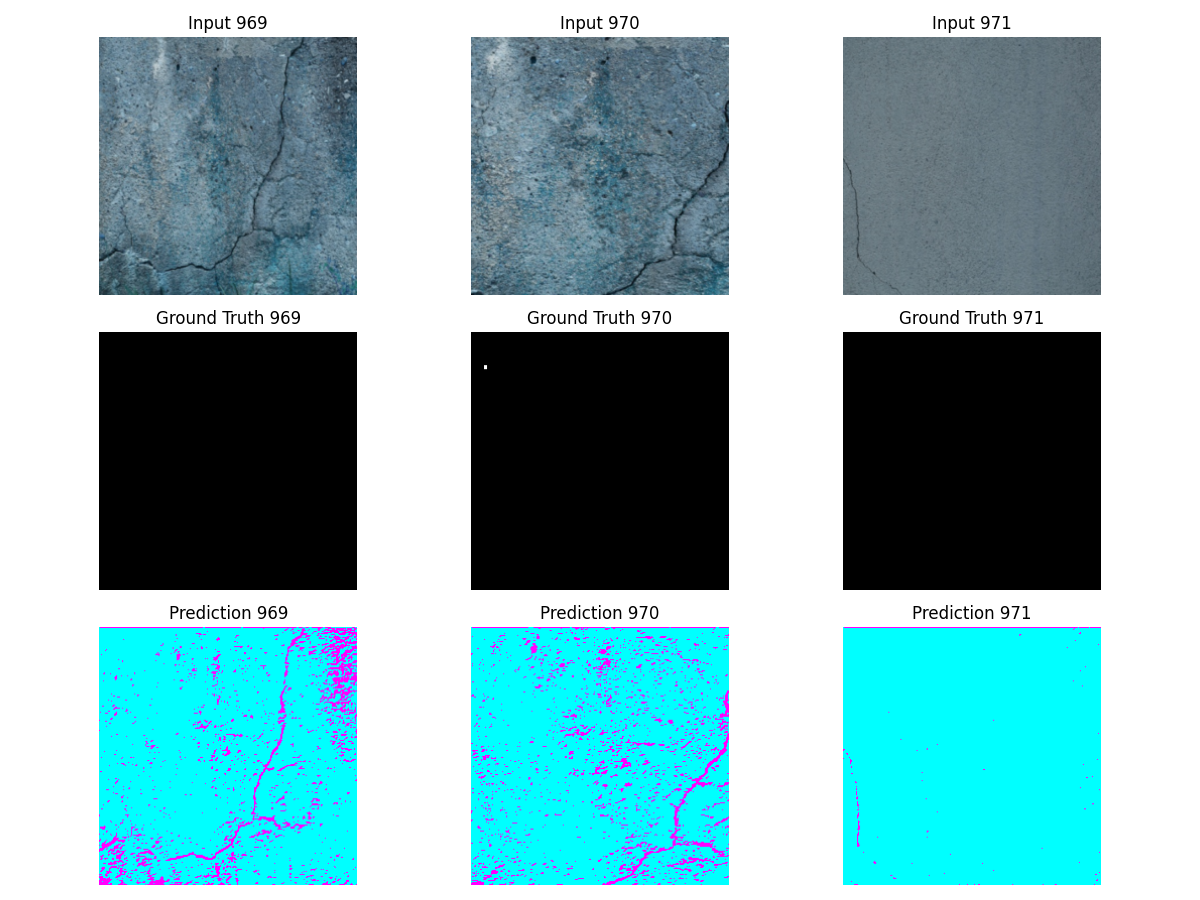 Input 969
Input 970
Input 971
Ground Truth 969
Ground Truth 970
Ground Truth 971
Prediction 969
Prediction 970
Prediction 971